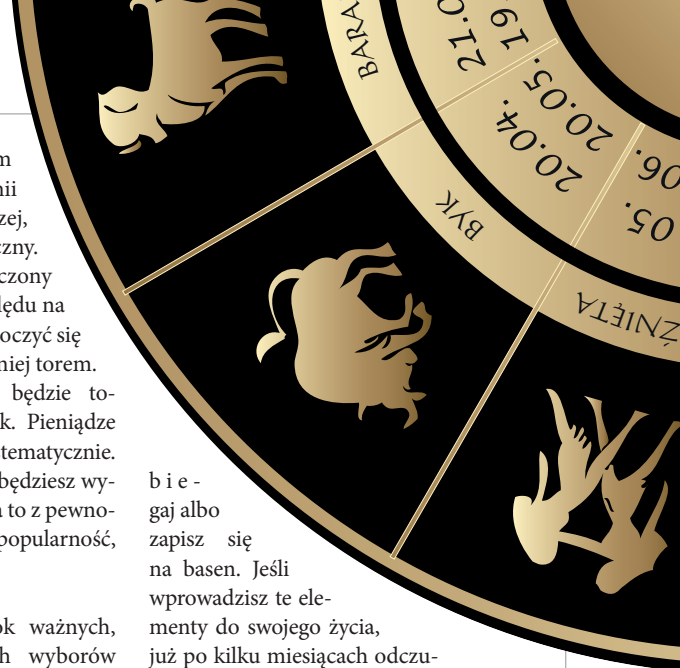 21.0
19.
20.04.
20.05.
05.
06.
BARA
BYK
ŹNIĘTA
m
nii
zej,
zny.
czony
lędu na
oczyć się
niej torem.
będzie to-
k. Pieniądze
tematycznie.
będziesz wy-
a to z pewno-
popularność,
ok ważnych,
h wyborów
bie-
gaj albo
zapisz się
na basen. Jeśli
wprowadzisz te ele-
menty do swojego życia,
już po kilku miesiącach odczu-